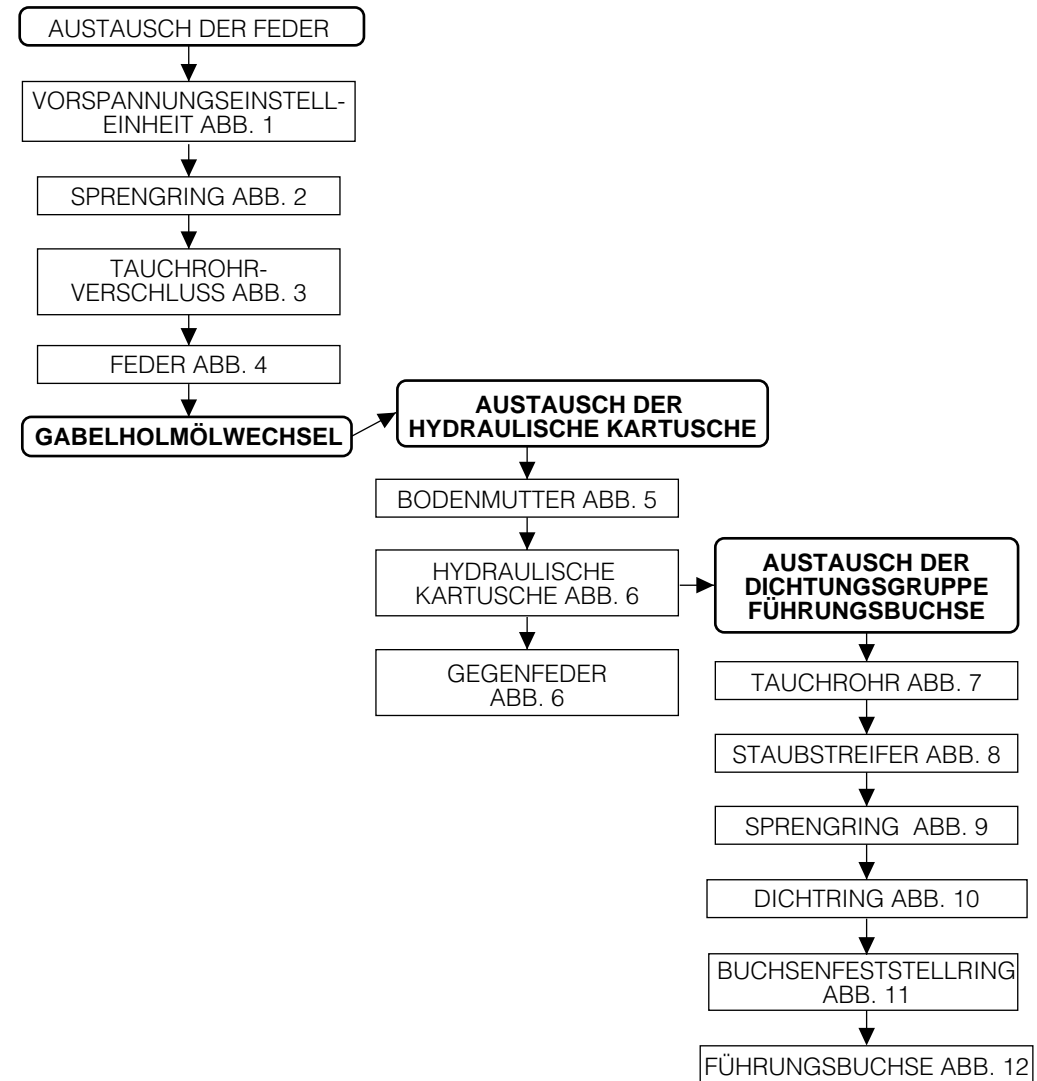 AUSTAUSCH DER FEDER
VORSPANNUNGSEINSTELL-
EINHEIT ABB. 1
SPRENGRING ABB. 2
TAUCHROHR-
VERSCHLUSS ABB. 3
FEDER ABB. 4
GABELHOLMÖLWECHSEL
AUSTAUSCH DER
HYDRAULISCHE KARTUSCHE
BODENMUTTER ABB. 5
HYDRAULISCHE
KARTUSCHE ABB. 6
GEGENFEDER
ABB. 6
AUSTAUSCH DER
DICHTUNGSGRUPPE
FÜHRUNGSBUCHSE
TAUCHROHR ABB. 7
STAUBSTREIFER ABB. 8
SPRENGRING ABB. 9
DICHTRING ABB. 10
BUCHSENFESTSTELLRING
ABB. 11
FÜHRUNGSBUCHSE ABB. 12